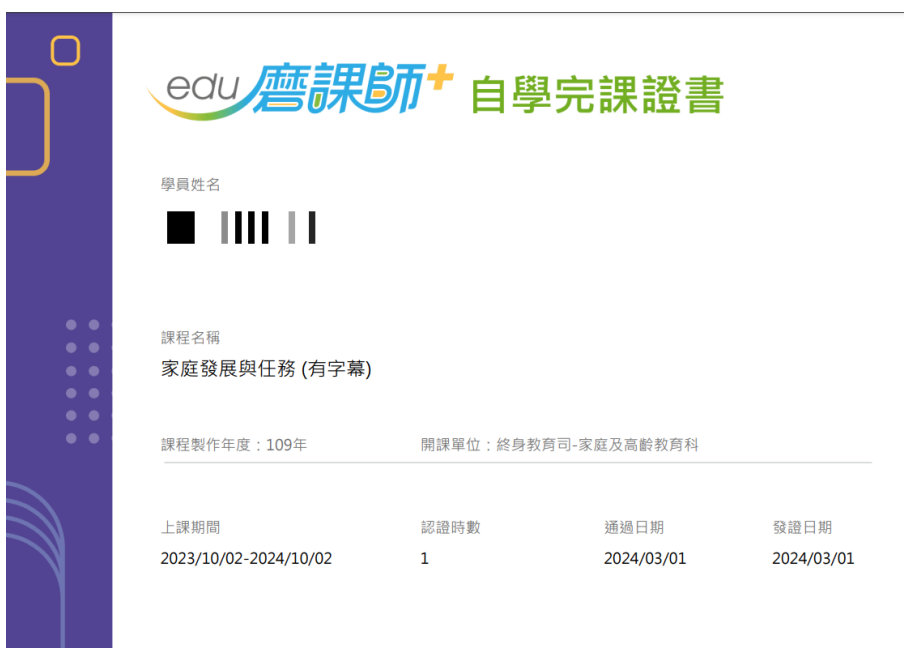 edu磨課師+ 自學完課證書
學員姓名
課程名稱
家庭發展與任務 (有字幕)
課程製作年度：109年 開課單位：終身教育司-家庭及高齡教育科
上課期間 認證時數 通過日期 發證日期
2023/10/02-2024/10/02 1 2024/03/01 2024/03/01